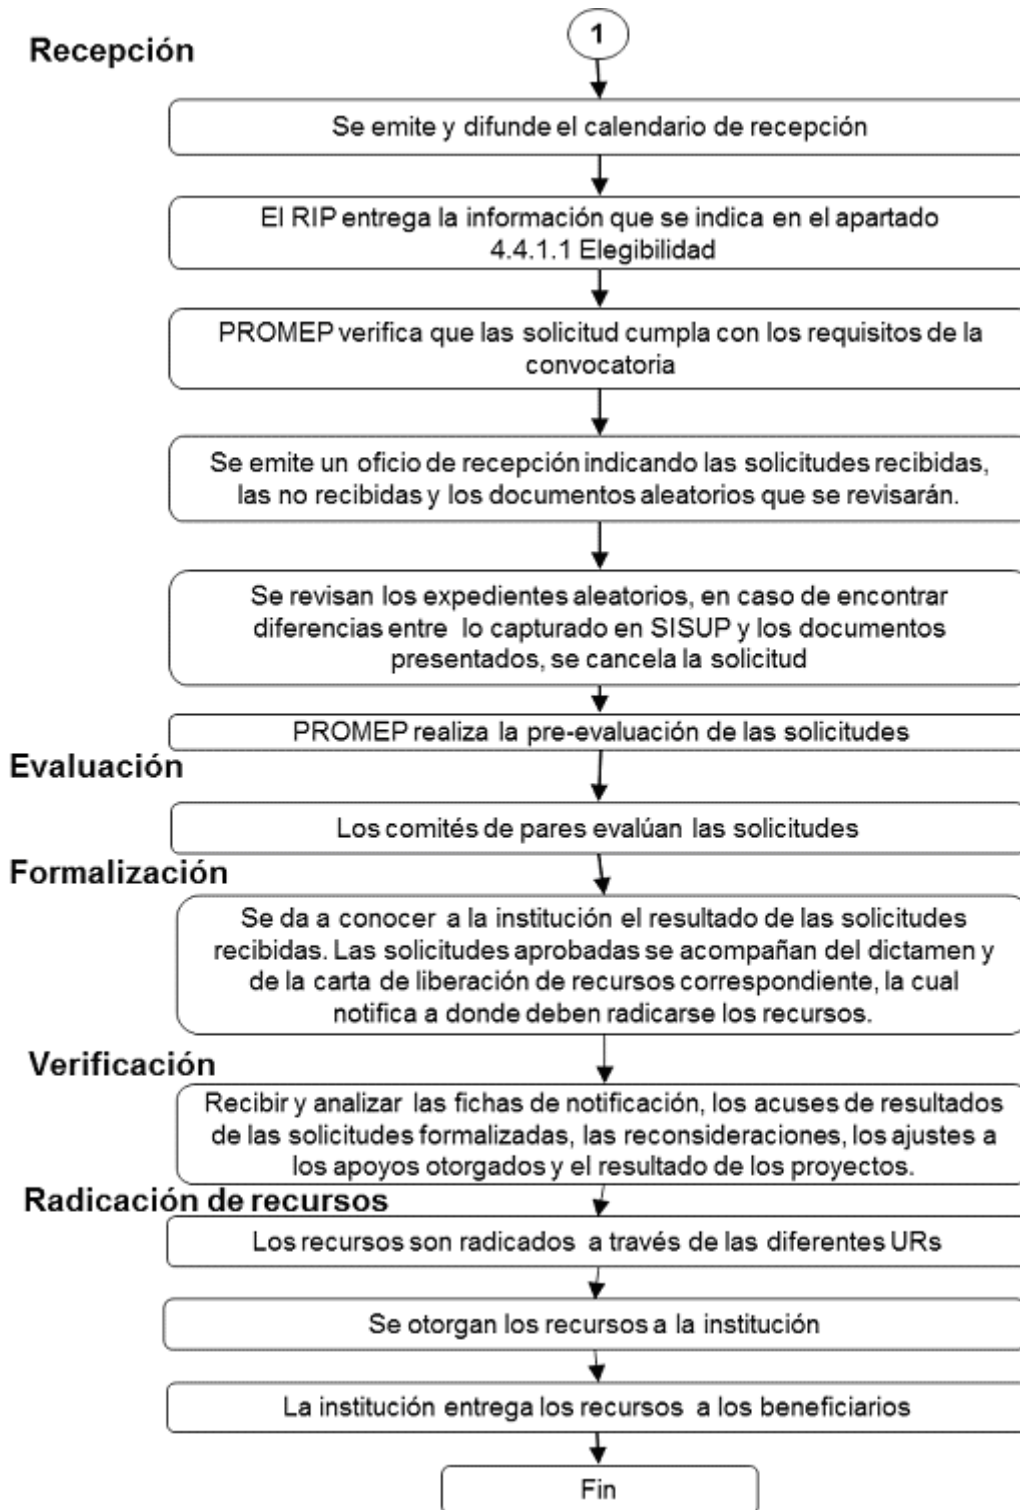 Recepción
1
Se emite y difunde el calendario de recepción
El RIP entrega la información que se indica en el apartado
4.4.1.1 Elegibilidad
PROMEP verifica que las solicitud cumpla con los requisitos de la
convocatoria
Se emite un oficio de recepción indicando las solicitudes recibidas,
las no recibidas y los documentos aleatorios que se revisarán.
Se revisan los expedientes aleatorios, en caso de encontrar
diferencias entre lo capturado en SISUP y los documentos
presentados, se cancela la solicitud
PROMEP realiza la pre-evaluación de las solicitudes
Evaluación
Los comités de pares evalúan las solicitudes
Formalización
Se da a conocer a la institución el resultado de las solicitudes
recibidas. Las solicitudes aprobadas se acompañan del dictamen y
de la carta de liberación de recursos correspondiente, la cual
notifica a donde deben radicarse los recursos.
Verificación
Recibir y analizar las fichas de notificación, los acuses de resultados
de las solicitudes formalizadas, las reconsideraciones, los ajustes a
los apoyos otorgados y el resultado de los proyectos.
Radicación de recursos
Los recursos son radicados a través de las diferentes URs
Se otorgan los recursos a la institución
La institución entrega los recursos a los beneficiarios
Fin